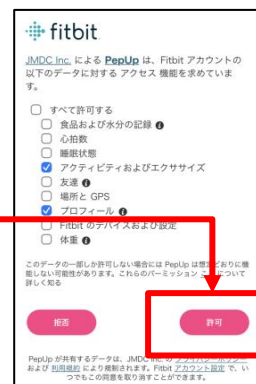 fitbit
JMDC Inc. による PepUp は、Fitbit アカウントの
以下のデータに対する アクセス 機能を求めていま
す。
すべて許可する
食品および水分の記録
心拍数
睡眠状態
アクティビティおよびエクササイズ
友達
場所と GPS
プロフィール
Fitbit のデバイスおよび設定
体重
このデータの一部しか許可しない場合には PepUp は想定どおりに機
能しない可能性があります。これらのパーミッション について
詳しく知る
拒否
許可
PepUp が共有するデータは、JMDC Inc. の プライバシーポリシー
および 利用規約 により規制されます。Fitbit アカウント設定 で、い
つでもこの同意を取り消すことができます。